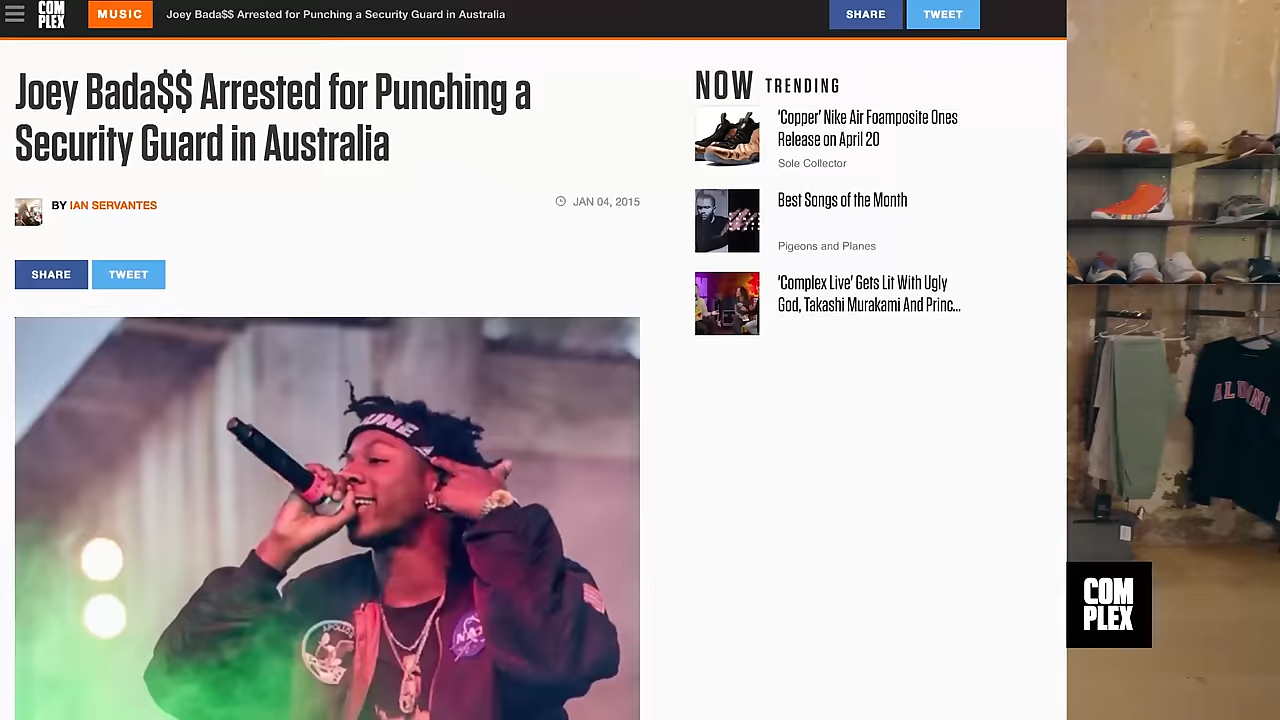 COM
PLEX
MUSIC
Joey Bada$$ Arrested for Punching a Security Guard in Australia
SHARE
TWEET
Joey Bada$$ Arrested for Punching a
Security Guard in Australia
BY IAN SERVANTES
JAN 04, 2015
SHARE
TWEET
NOW TRENDING
'Copper' Nike Air Foamposite Ones
Release on April 20
Sole Collector
Best Songs of the Month
Pigeons and Planes
'Complex Live' Gets Lit With Ugly
God, Takashi Murakami And Princ...
UNE
APOLLO
ALUMNI
COM
PLEX